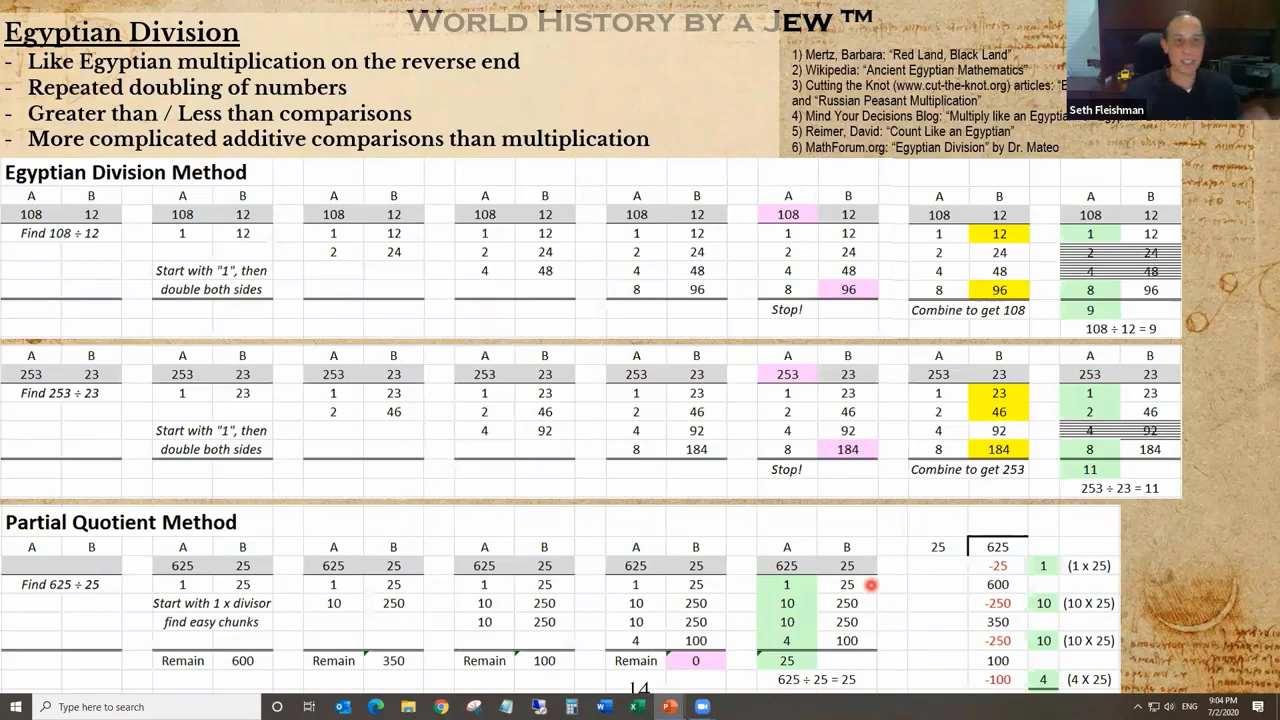 World History by a Jew ™
Egyptian Division
- Like Egyptian multiplication on the reverse end
- Repeated doubling of numbers
- Greater than / Less than comparisons
- More complicated additive comparisons than multiplication
1) Mertz, Barbara: “Red Land, Black Land”
2) Wikipedia: “Ancient Egyptian Mathematics”
3) Cutting the Knot (www.cut-the-knot.org) articles:
and “Russian Peasant Multiplication”
4) Mind Your Decisions Blog: “Multiply like an
5) Reimer, David: “Count Like an Egyptian”
6) MathForum.org: “Egyptian Division” by Dr. Mateo
Seth Fleishman
Egyptian Division Method
A B A B A B A B A B A B A B A B
108 12 108 12 108 12 108 12 108 12 108 12 108 12 108 12
Find 108 ÷ 12 1 12 1 12 1 12 1 12 1 12 1 12 1 12
2 24 2 24 2 24 2 24 2 24 2 24
Start with "1", then 4 48 4 48 4 48 4 48 4 48
double both sides 8 96 8 96 8 96 8 96
Stop! Combine to get 108 9
108 ÷ 12 = 9
A B A B A B A B A B A B A B A B
253 23 253 23 253 23 253 23 253 23 253 23 253 23 253 23
Find 253 ÷ 23 1 23 1 23 1 23 1 23 1 23 1 23 1 23
2 46 2 46 2 46 2 46 2 46 2 46
Start with "1", then 4 92 4 92 4 92 4 92 4 92
double both sides 8 184 8 184 8 184 8 184
Stop! Combine to get 253 11
253 ÷ 23 = 11
Partial Quotient Method
A B A B A B A B A B A B 25 625
625 25 625 25 625 25 625 25 625 25 -25 1 (1 x 25)
Find 625 ÷ 25 1 25 1 25 1 25 1 25 1 25 600
Start with 1 x divisor 10 250 10 250 10 250 10 250 -250 10 (10 X 25)
find easy chunks 10 250 10 250 10 250 350
4 100 4 100 -250 10 (10 X 25)
Remain 600 Remain 350 Remain 100 Remain 0 25 100
625 ÷ 25 = 25 -100 4 (4 X 25)
14
Type here to search
ENG
9:04 PM
7/2/2020